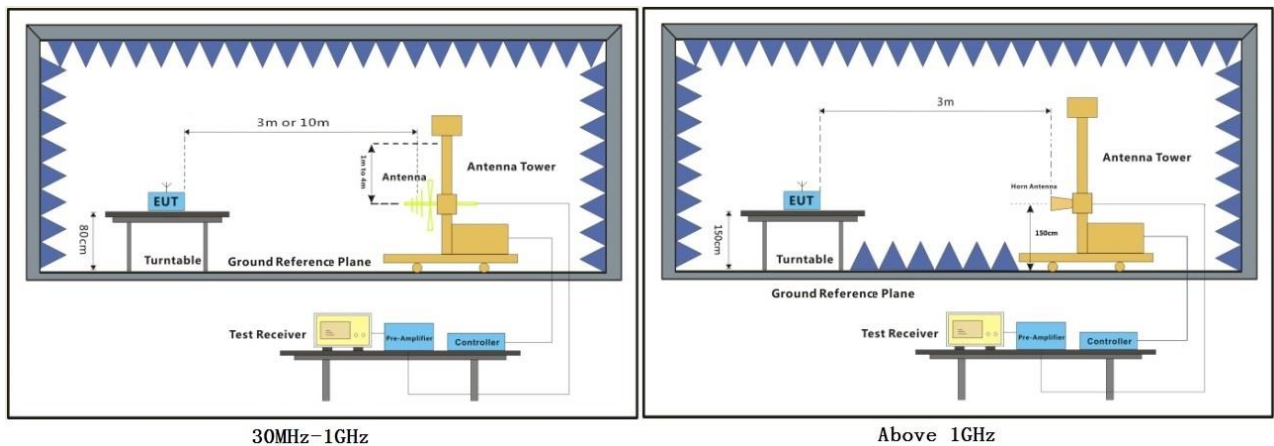 3m or 10m
1m to 4m
Antenna
Antenna Tower
EUT
80cm
Turntable
Ground Reference Plane
Test Receiver
Pre-Amplifier
Controller
30MHz-1GHz
3m
Antenna Tower
Horn Antenna
EUT
150cm
150cm
Turntable
Ground Reference Plane
Test Receiver
Pre-Amplifier
Controller
Above 1GHz